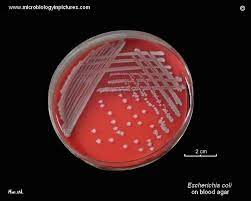 www.microbiologyinpictures.com
2 cm
Escherichia coli
on blood agar